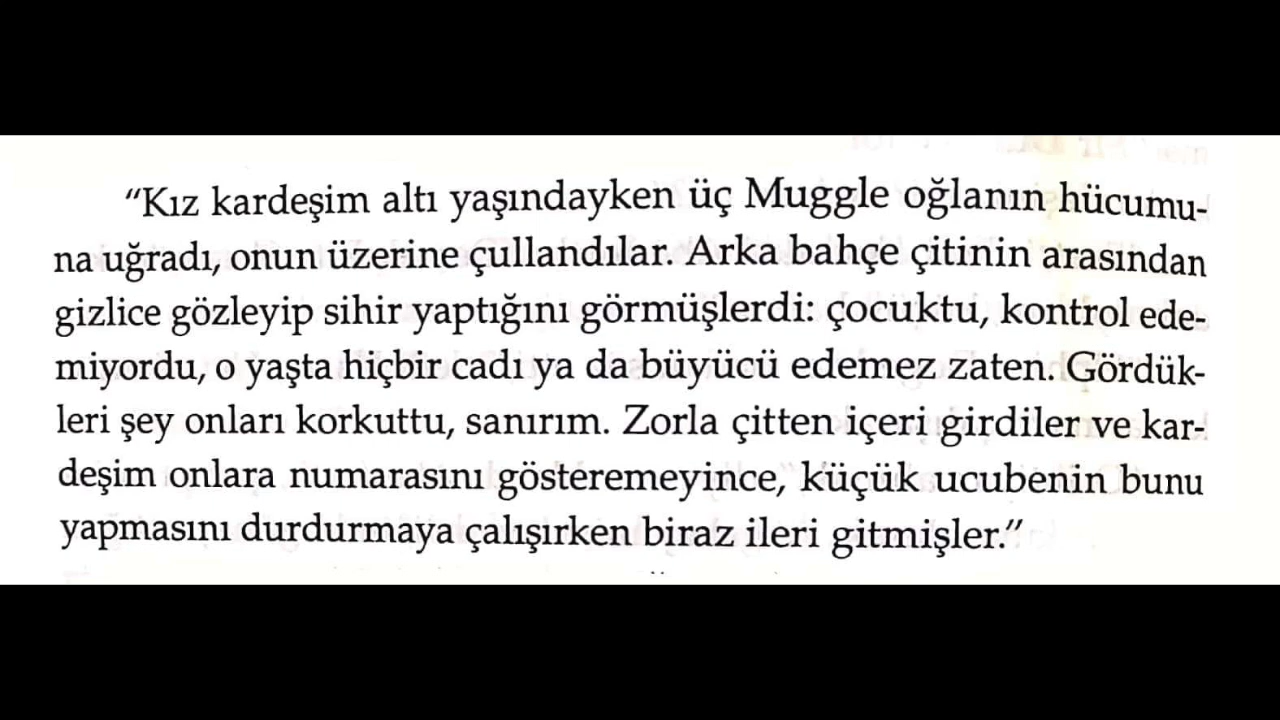 “Kız kardeşim altı yaşındayken üç Muggle oğlanın hücumu-
na uğradı, onun üzerine çullandılar. Arka bahçe çitinin arasından
gizlice gözleyip sihir yaptığını görmüşlerdi: çocuktu, kontrol ede-
miyordu, o yaşta hiçbir cadı ya da büyücü edemez zaten. Gördük-
leri şey onları korkuttu, sanırım. Zorla çitten içeri girdiler ve kar-
deşim onlara numarasını gösteremeyince, küçük ucubenin bunu
yapmasını durdurmaya çalışırken biraz ileri gitmişler.”